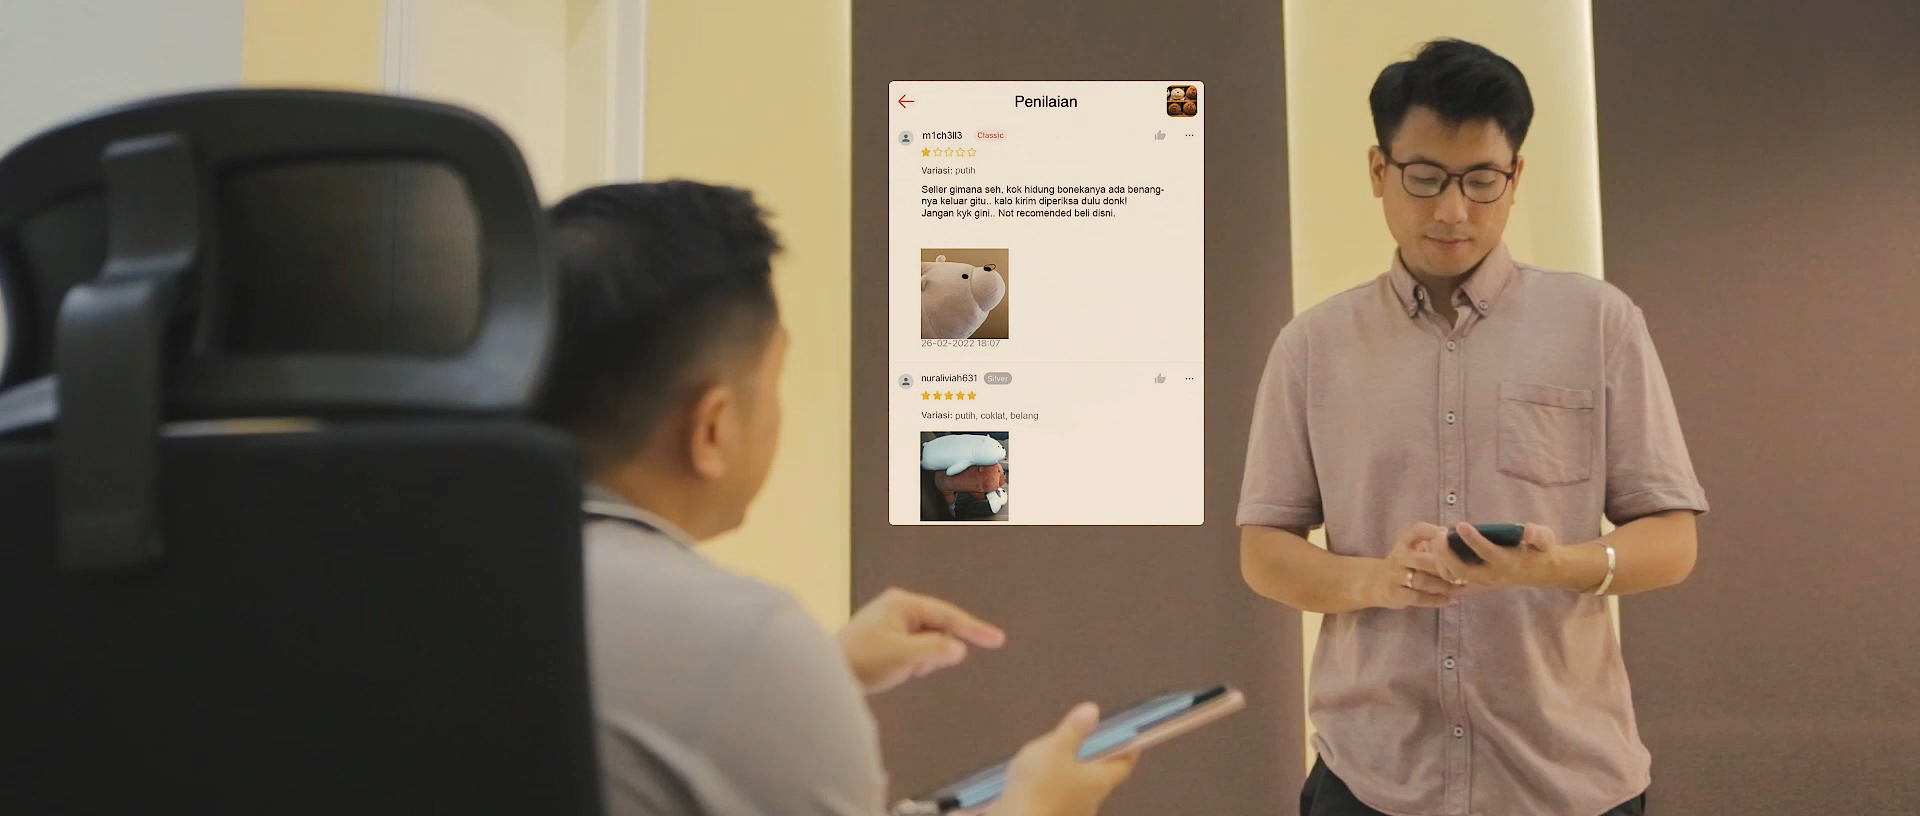 Penilaian
m1ch3ll3 Classic
Variasi: putih
Seller gimana seh, kok hidung bonekanya ada benang-
nya keluar gitu.. kalo kirim diperiksa dulu donk!
Jangan kyk gini.. Not recomended beli disni.
26-02-2022 18:07
nuraliviah631 Silver
Variasi: putih, coklat, belang